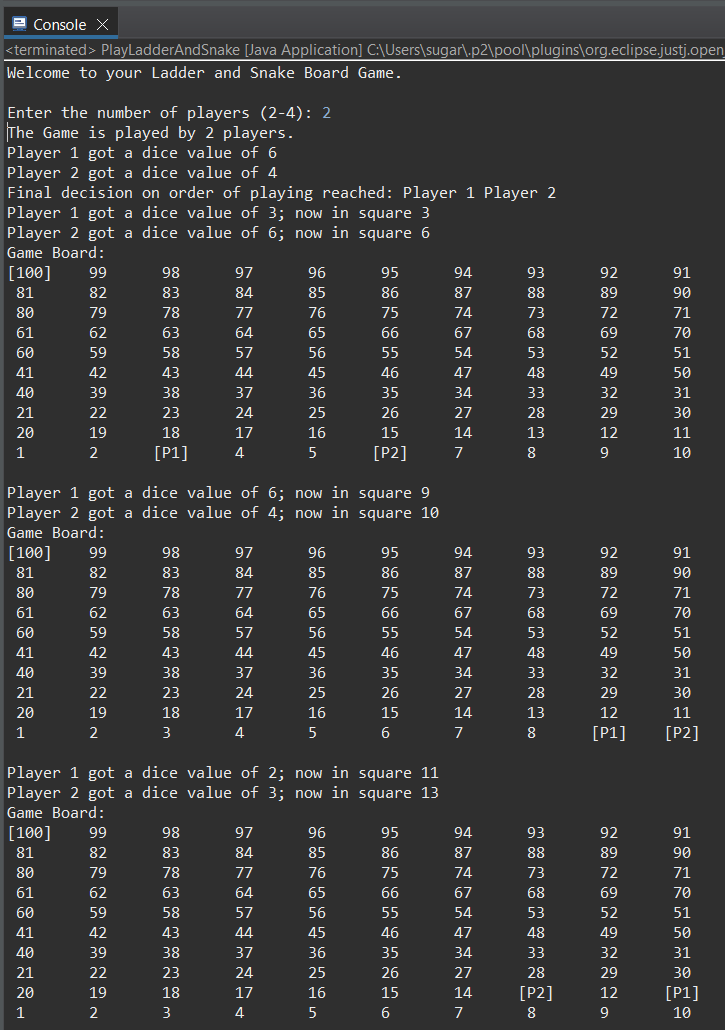 Console
<terminated> PlayLadderAndSnake [Java Application] C:\Users\sugar\.p2\pool\plugins\org.eclipse.justj.open
Welcome to your Ladder and Snake Board Game.
Enter the number of players (2-4): 2
The Game is played by 2 players.
Player 1 got a dice value of 6
Player 2 got a dice value of 4
Final decision on order of playing reached: Player 1 Player 2
Player 1 got a dice value of 3; now in square 3
Player 2 got a dice value of 6; now in square 6
Game Board:
[100] 99 98 97 96 95 94 93 92 91
81 82 83 84 85 86 87 88 89 90
80 79 78 77 76 75 74 73 72 71
61 62 63 64 65 66 67 68 69 70
60 59 58 57 56 55 54 53 52 51
41 42 43 44 45 46 47 48 49 50
40 39 38 37 36 35 34 33 32 31
21 22 23 24 25 26 27 28 29 30
20 19 18 17 16 15 14 13 12 11
1 2 [P1] 4 5 [P2] 7 8 9 10
Player 1 got a dice value of 6; now in square 9
Player 2 got a dice value of 4; now in square 10
Game Board:
[100] 99 98 97 96 95 94 93 92 91
81 82 83 84 85 86 87 88 89 90
80 79 78 77 76 75 74 73 72 71
61 62 63 64 65 66 67 68 69 70
60 59 58 57 56 55 54 53 52 51
41 42 43 44 45 46 47 48 49 50
40 39 38 37 36 35 34 33 32 31
21 22 23 24 25 26 27 28 29 30
20 19 18 17 16 15 14 13 12 11
1 2 3 4 5 6 7 8 [P1] [P2]
Player 1 got a dice value of 2; now in square 11
Player 2 got a dice value of 3; now in square 13
Game Board:
[100] 99 98 97 96 95 94 93 92 91
81 82 83 84 85 86 87 88 89 90
80 79 78 77 76 75 74 73 72 71
61 62 63 64 65 66 67 68 69 70
60 59 58 57 56 55 54 53 52 51
41 42 43 44 45 46 47 48 49 50
40 39 38 37 36 35 34 33 32 31
21 22 23 24 25 26 27 28 29 30
20 19 18 17 16 15 14 [P2] 12 [P1]
1 2 3 4 5 6 7 8 9 10